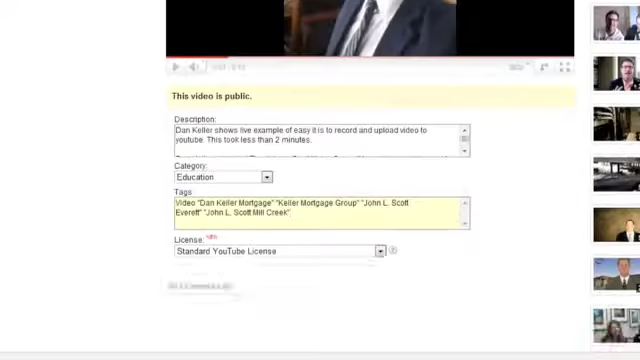 This video is public.
Description:
Dan Keller shows live example of easy it is to record and upload video to
youtube. This took less than 2 minutes.
Category:
Education
Tags
Video "Dan Keller Mortgage" "Keller Mortgage Group" "John L. Scott
Everett" "John L. Scott Mill Creek"
License:
Standard YouTube License